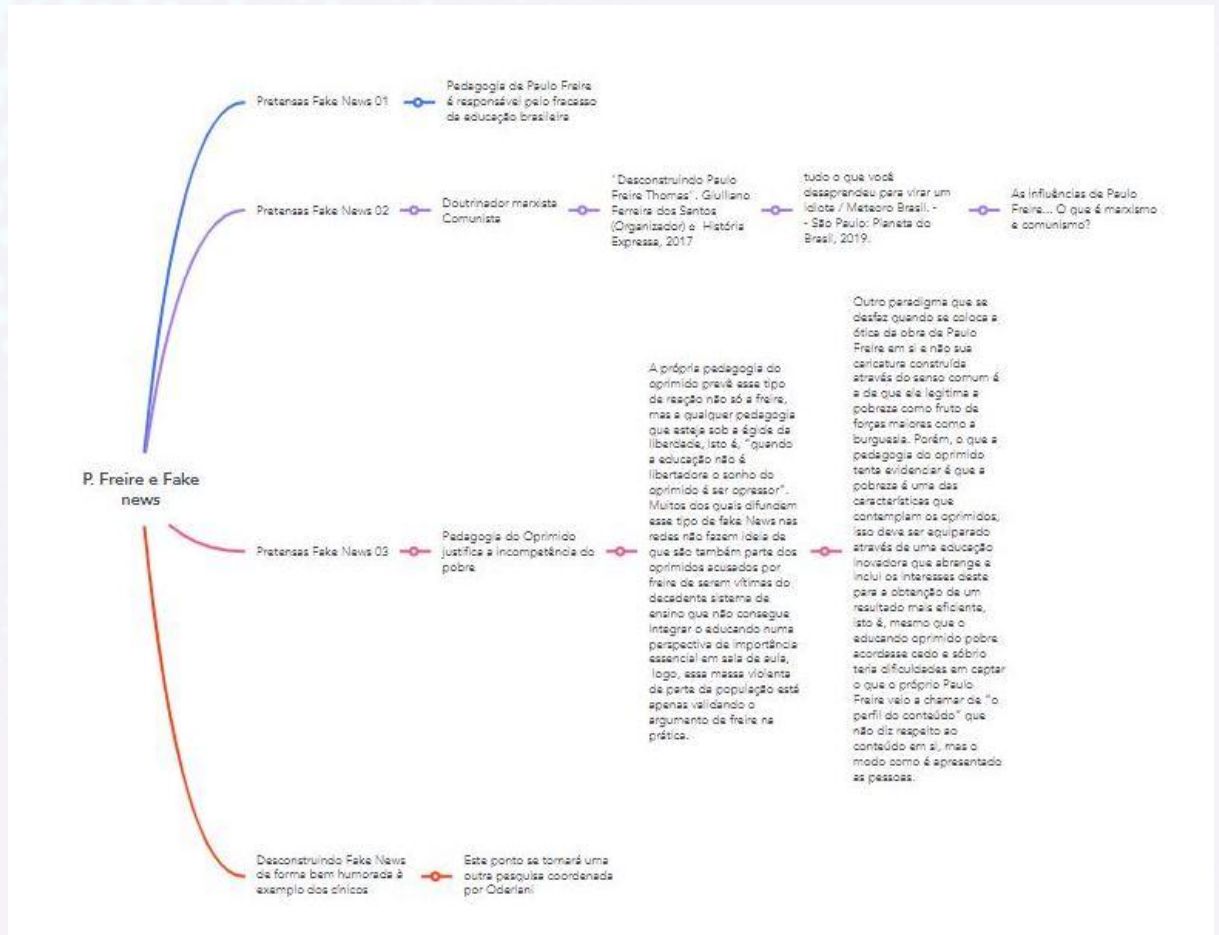 Pretensas Fake News 01
Pedagogia de Paulo Freire
é responsável pelo fracasso
da educação brasileira
Pretensas Fake News 02
Doutrinador marxista
Comunista
"Desconstruindo Paulo
Freire Thomas". Giulliano
Ferreira dos Santos
(Organizador) e História
Expressa, 2017
tudo o que você
desaprendeu para virar um
idiota / Meteoro Brasil. -
- São Paulo: Planeta do
Brasil, 2019.
As influências de Paulo
Freire... O que é marxismo
e comunismo?
P. Freire e Fake
news
Pretensas Fake News 03
Pedagogia do Oprimido
justifica a incompetência do
pobre
A própria pedagogia do
oprimido prevê esse tipo
de reação não só a freire,
mas a qualquer pedagogia
que esteja sob a égide da
liberdade, isto é, "quando
a educação não é
libertadora o sonho do
oprimido é ser opressor".
Muitos dos quais difundem
esse tipo de fake News nas
redes não fazem ideia de
que são também parte dos
oprimidos acusados por
freire de serem vítimas do
decadente sistema de
ensino que não consegue
integrar o educando numa
perspectiva de importância
essencial em sala de aula,
logo, essa massa violenta
de parte da população está
apenas validando o
argumento de freire na
prática.
Outro paradigma que se
desfaz quando se coloca a
ótica da obra de Paulo
Freire em si e não sua
caricatura construída
através do senso comum é
a de que ele legitima a
pobreza como fruto de
forças maiores como a
burguesia. Porém, o que a
pedagogia do oprimido
tenta evidenciar é que a
pobreza é uma das
características que
contemplam os oprimidos,
isso deve ser equiparado
através de uma educação
inovadora que abrange e
inclui os interesses deste
para a obtenção de um
resultado mais eficiente,
isto é, mesmo que o
educando oprimido pobre
acordasse cedo e sóbrio
teria dificuldades em captar
o que o próprio Paulo
Freire veio a chamar de "o
perfil do conteúdo" que
não diz respeito ao
conteúdo em si, mas o
modo como é apresentado
as pessoas.
Desconstruindo Fake News
de forma bem humorada à
exemplo dos cínicos
Este ponto se tornará uma
outra pesquisa coordenada
por Oderlani